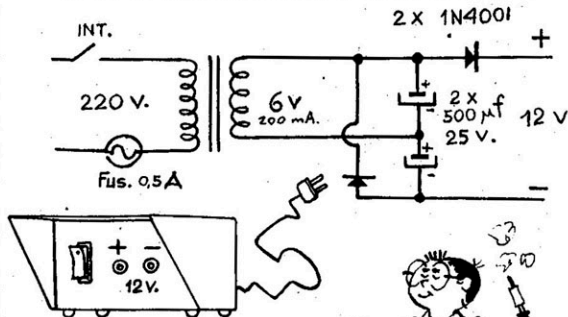 INT.
220 V.
Fus. 0,5 A
6 V
200 mA.
2 x 1N4001
+
+
-
2 x
500 µf
25 V.
12 V
+
-
-
+ -
12 V.